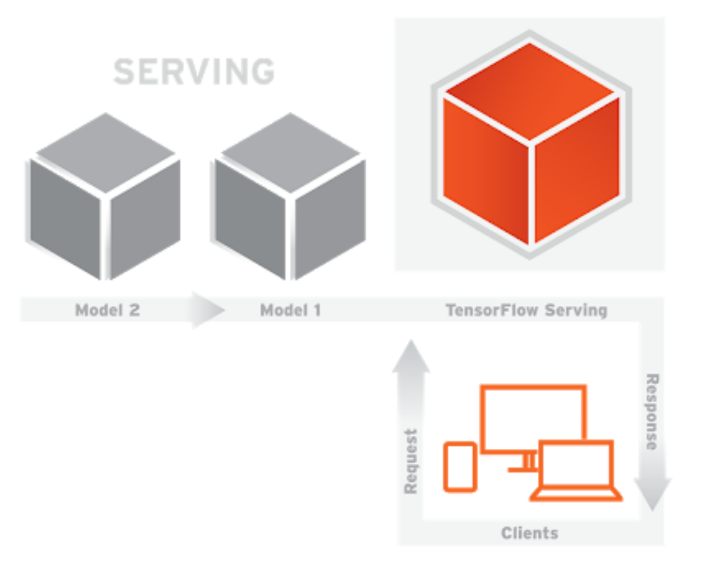 SERVING
Model 2
Model 1
TensorFlow Serving
Request
Response
Clients